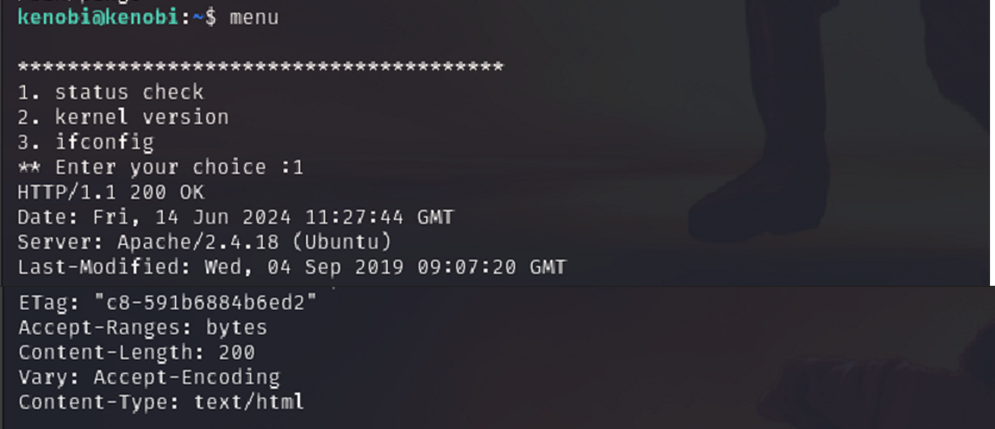 kenobi@kenobi:~$ menu
***************************************
1. status check
2. kernel version
3. ifconfig
** Enter your choice :1
HTTP/1.1 200 OK
Date: Fri, 14 Jun 2024 11:27:44 GMT
Server: Apache/2.4.18 (Ubuntu)
Last-Modified: Wed, 04 Sep 2019 09:07:20 GMT
ETag: "c8-591b6884b6ed2"
Accept-Ranges: bytes
Content-Length: 200
Vary: Accept-Encoding
Content-Type: text/html